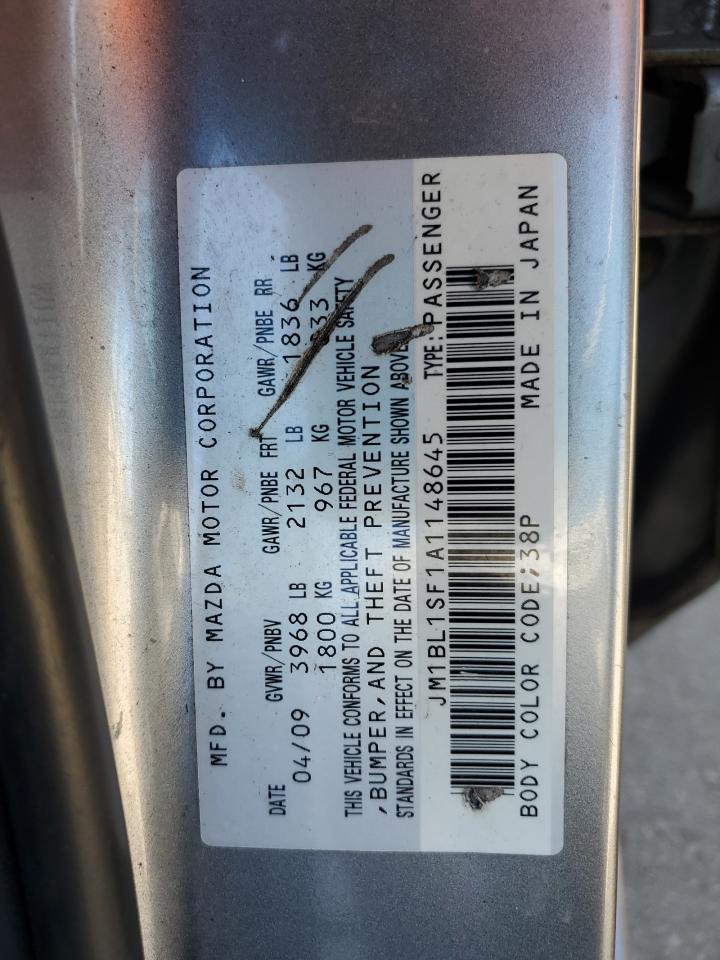 MFD. BY MAZDA MOTOR CORPORATION
DATE GVWR/PNBV GAWR/PNBE FRT GAWR/PNBE RR
04/09 3968 LB 2132 LB 1836 LB
1800 KG 967 KG 833 KG
THIS VEHICLE CONFORMS TO ALL APPLICABLE FEDERAL MOTOR VEHICLE SAFETY
,BUMPER,AND THEFT PREVENTION
STANDARDS IN EFFECT ON THE DATE OF MANUFACTURE SHOWN ABOVE
JM1BL1SF1A1148645 TYPE:PASSENGER
BODY COLOR CODE:38P MADE IN JAPAN